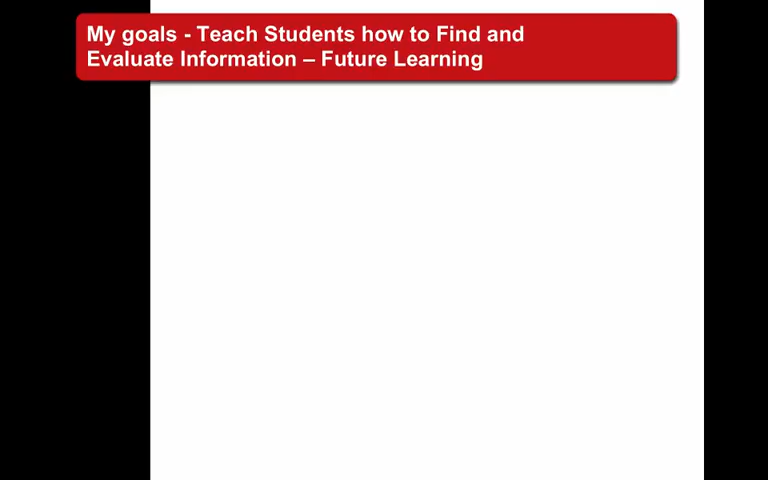 My goals - Teach Students how to Find and
Evaluate Information – Future Learning